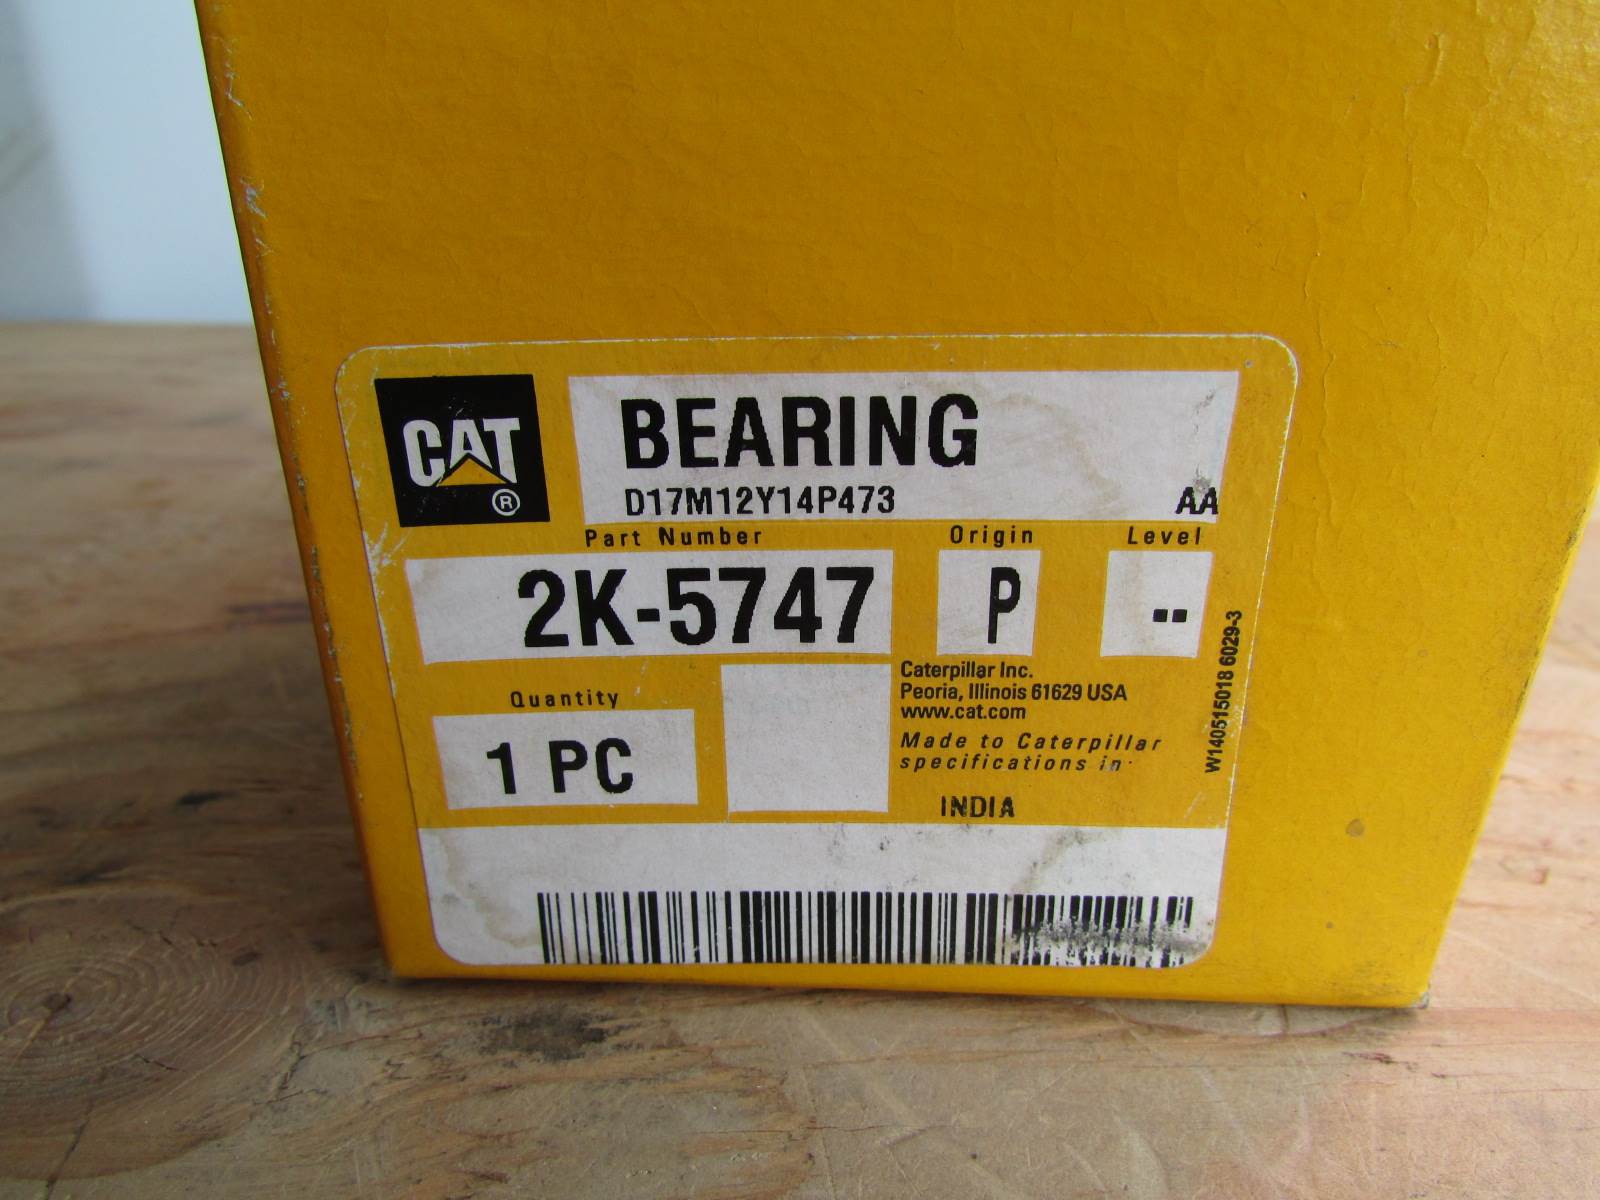 CAT
®
BEARING
D17M12Y14P473 AA
Part Number Origin Level
2K-5747 P --
Caterpillar Inc.
Peoria, Illinois 61629 USA
www.cat.com
Quantity
1 PC
Made to Caterpillar
specifications in
INDIA
W140515018 6029-3